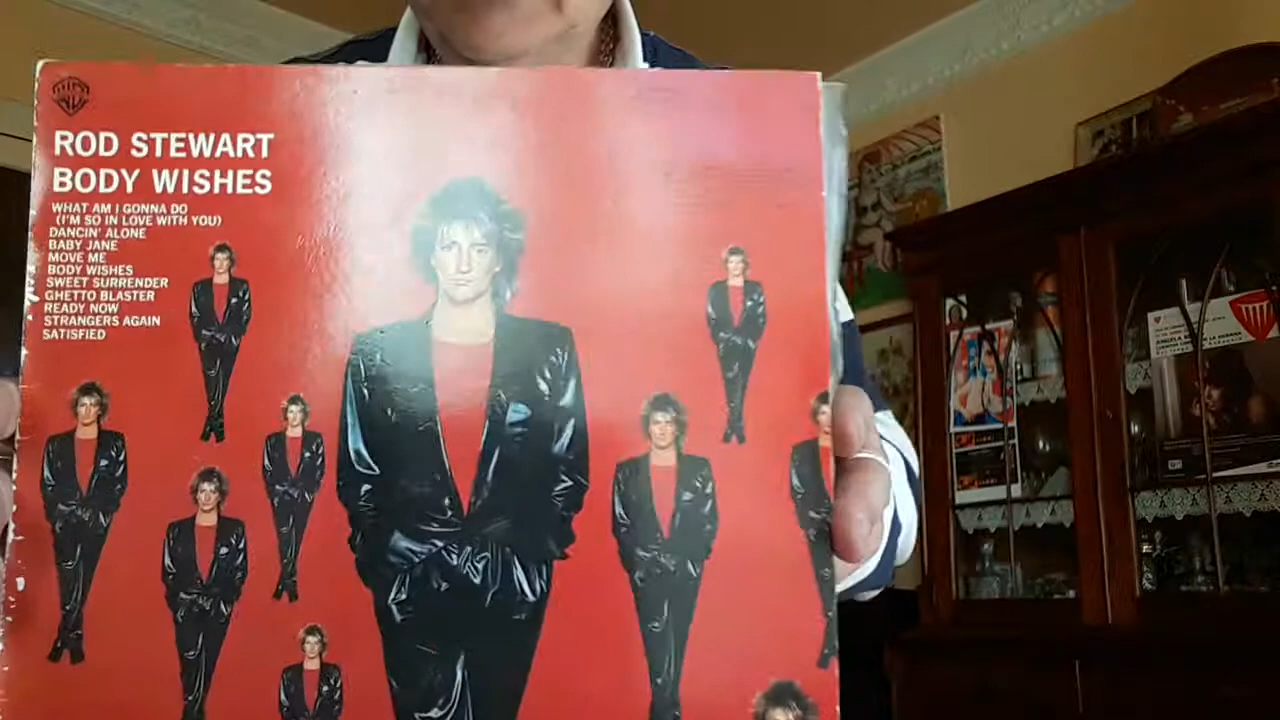 ROD STEWART
BODY WISHES
WHAT AM I GONNA DO
(I'M SO IN LOVE WITH YOU)
DANCIN' ALONE
BABY JANE
MOVE ME
BODY WISHES
SWEET SURRENDER
GHETTO BLASTER
READY NOW
STRANGERS AGAIN
SATISFIED